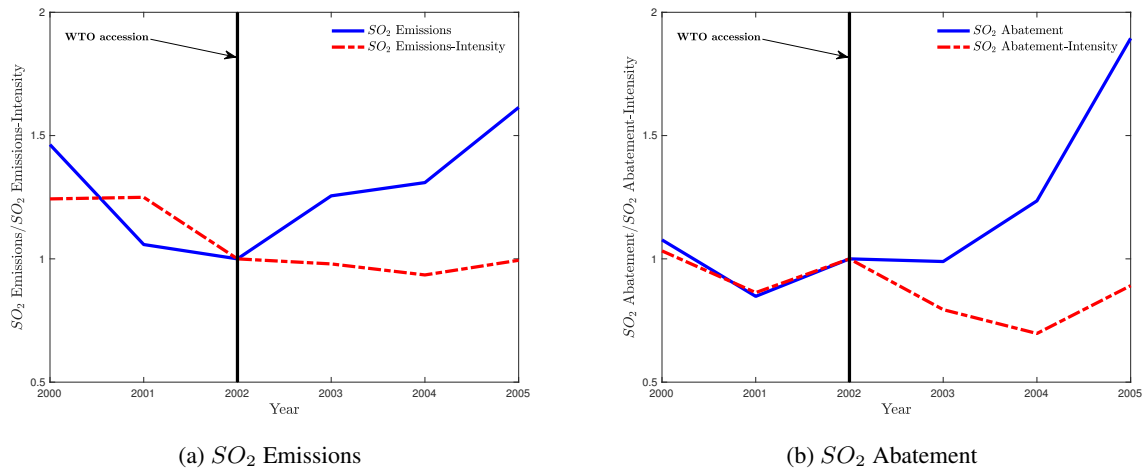 SO2 Emissions/SO2 Emissions-Intensity
2
1.5
1
0.5
WTO accession
SO2 Emissions
SO2 Emissions-Intensity
2000 2001 2002 2003 2004 2005
Year
(a) SO2 Emissions
SO2 Abatement/SO2 Abatement-Intensity
2
1.5
1
0.5
WTO accession
SO2 Abatement
SO2 Abatement-Intensity
2000 2001 2002 2003 2004 2005
Year
(b) SO2 Abatement